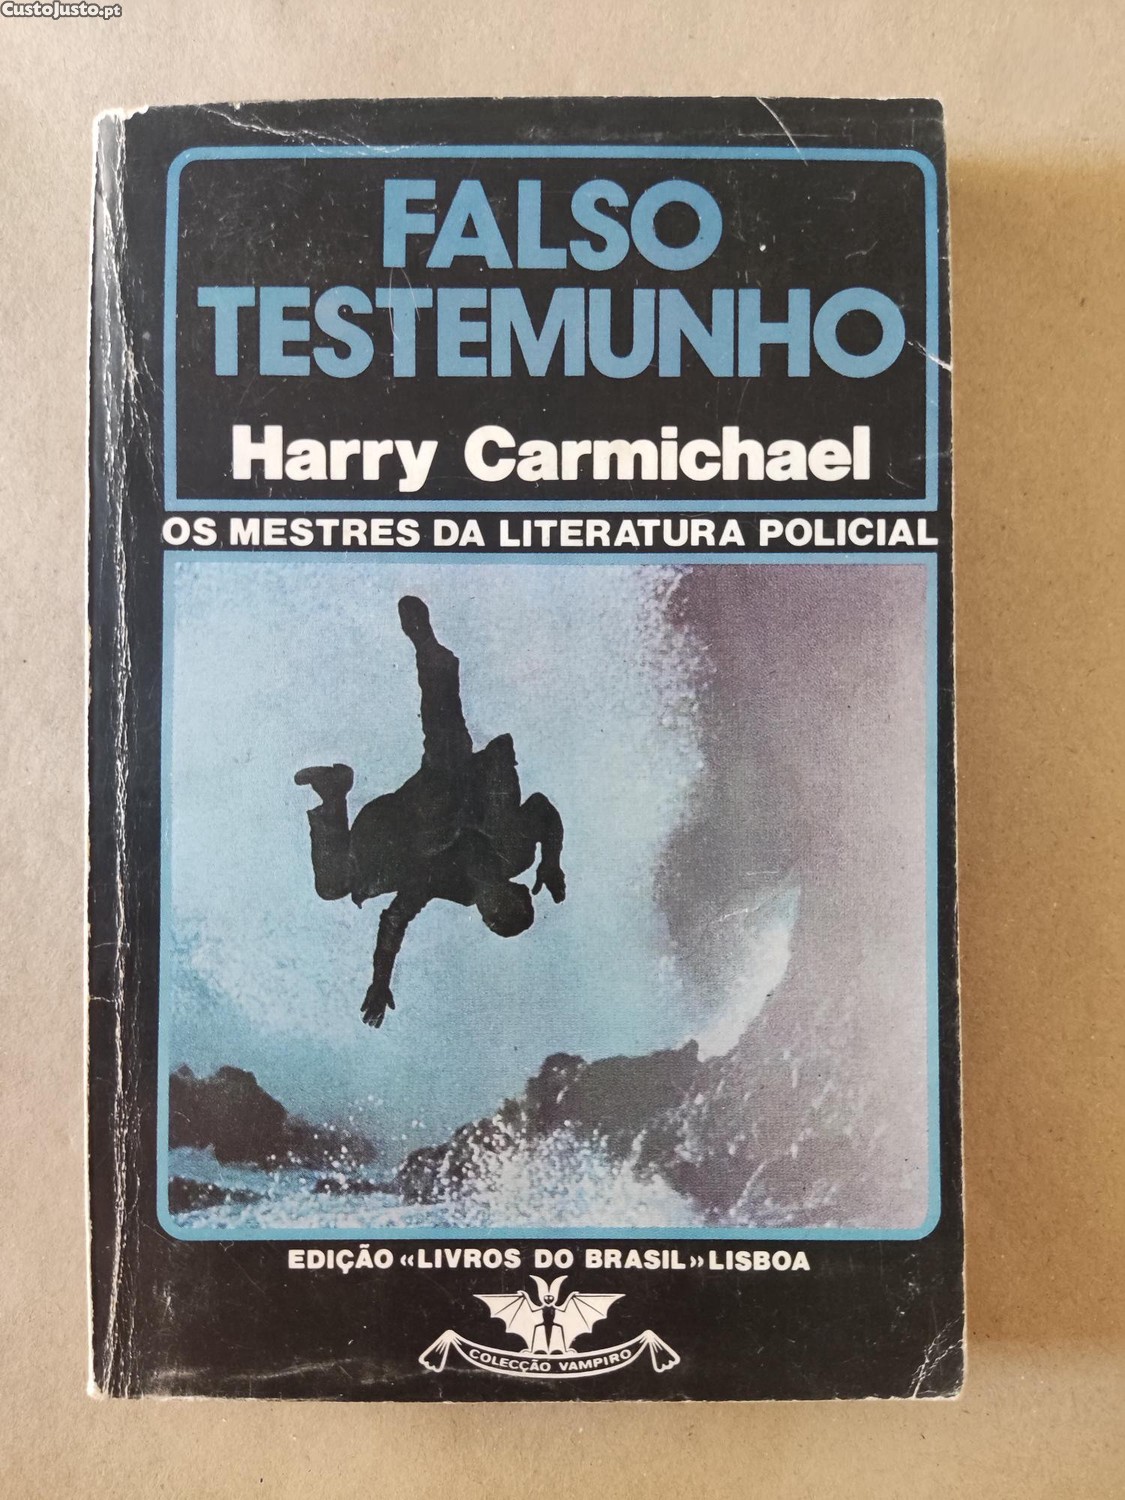 CustoJusto.pt
FALSO
TESTEMUNHO
Harry Carmichael
OS MESTRES DA LITERATURA POLICIAL
EDIÇÃO «LIVROS DO BRASIL» LISBOA
COLECÇÃO VAMPIRO